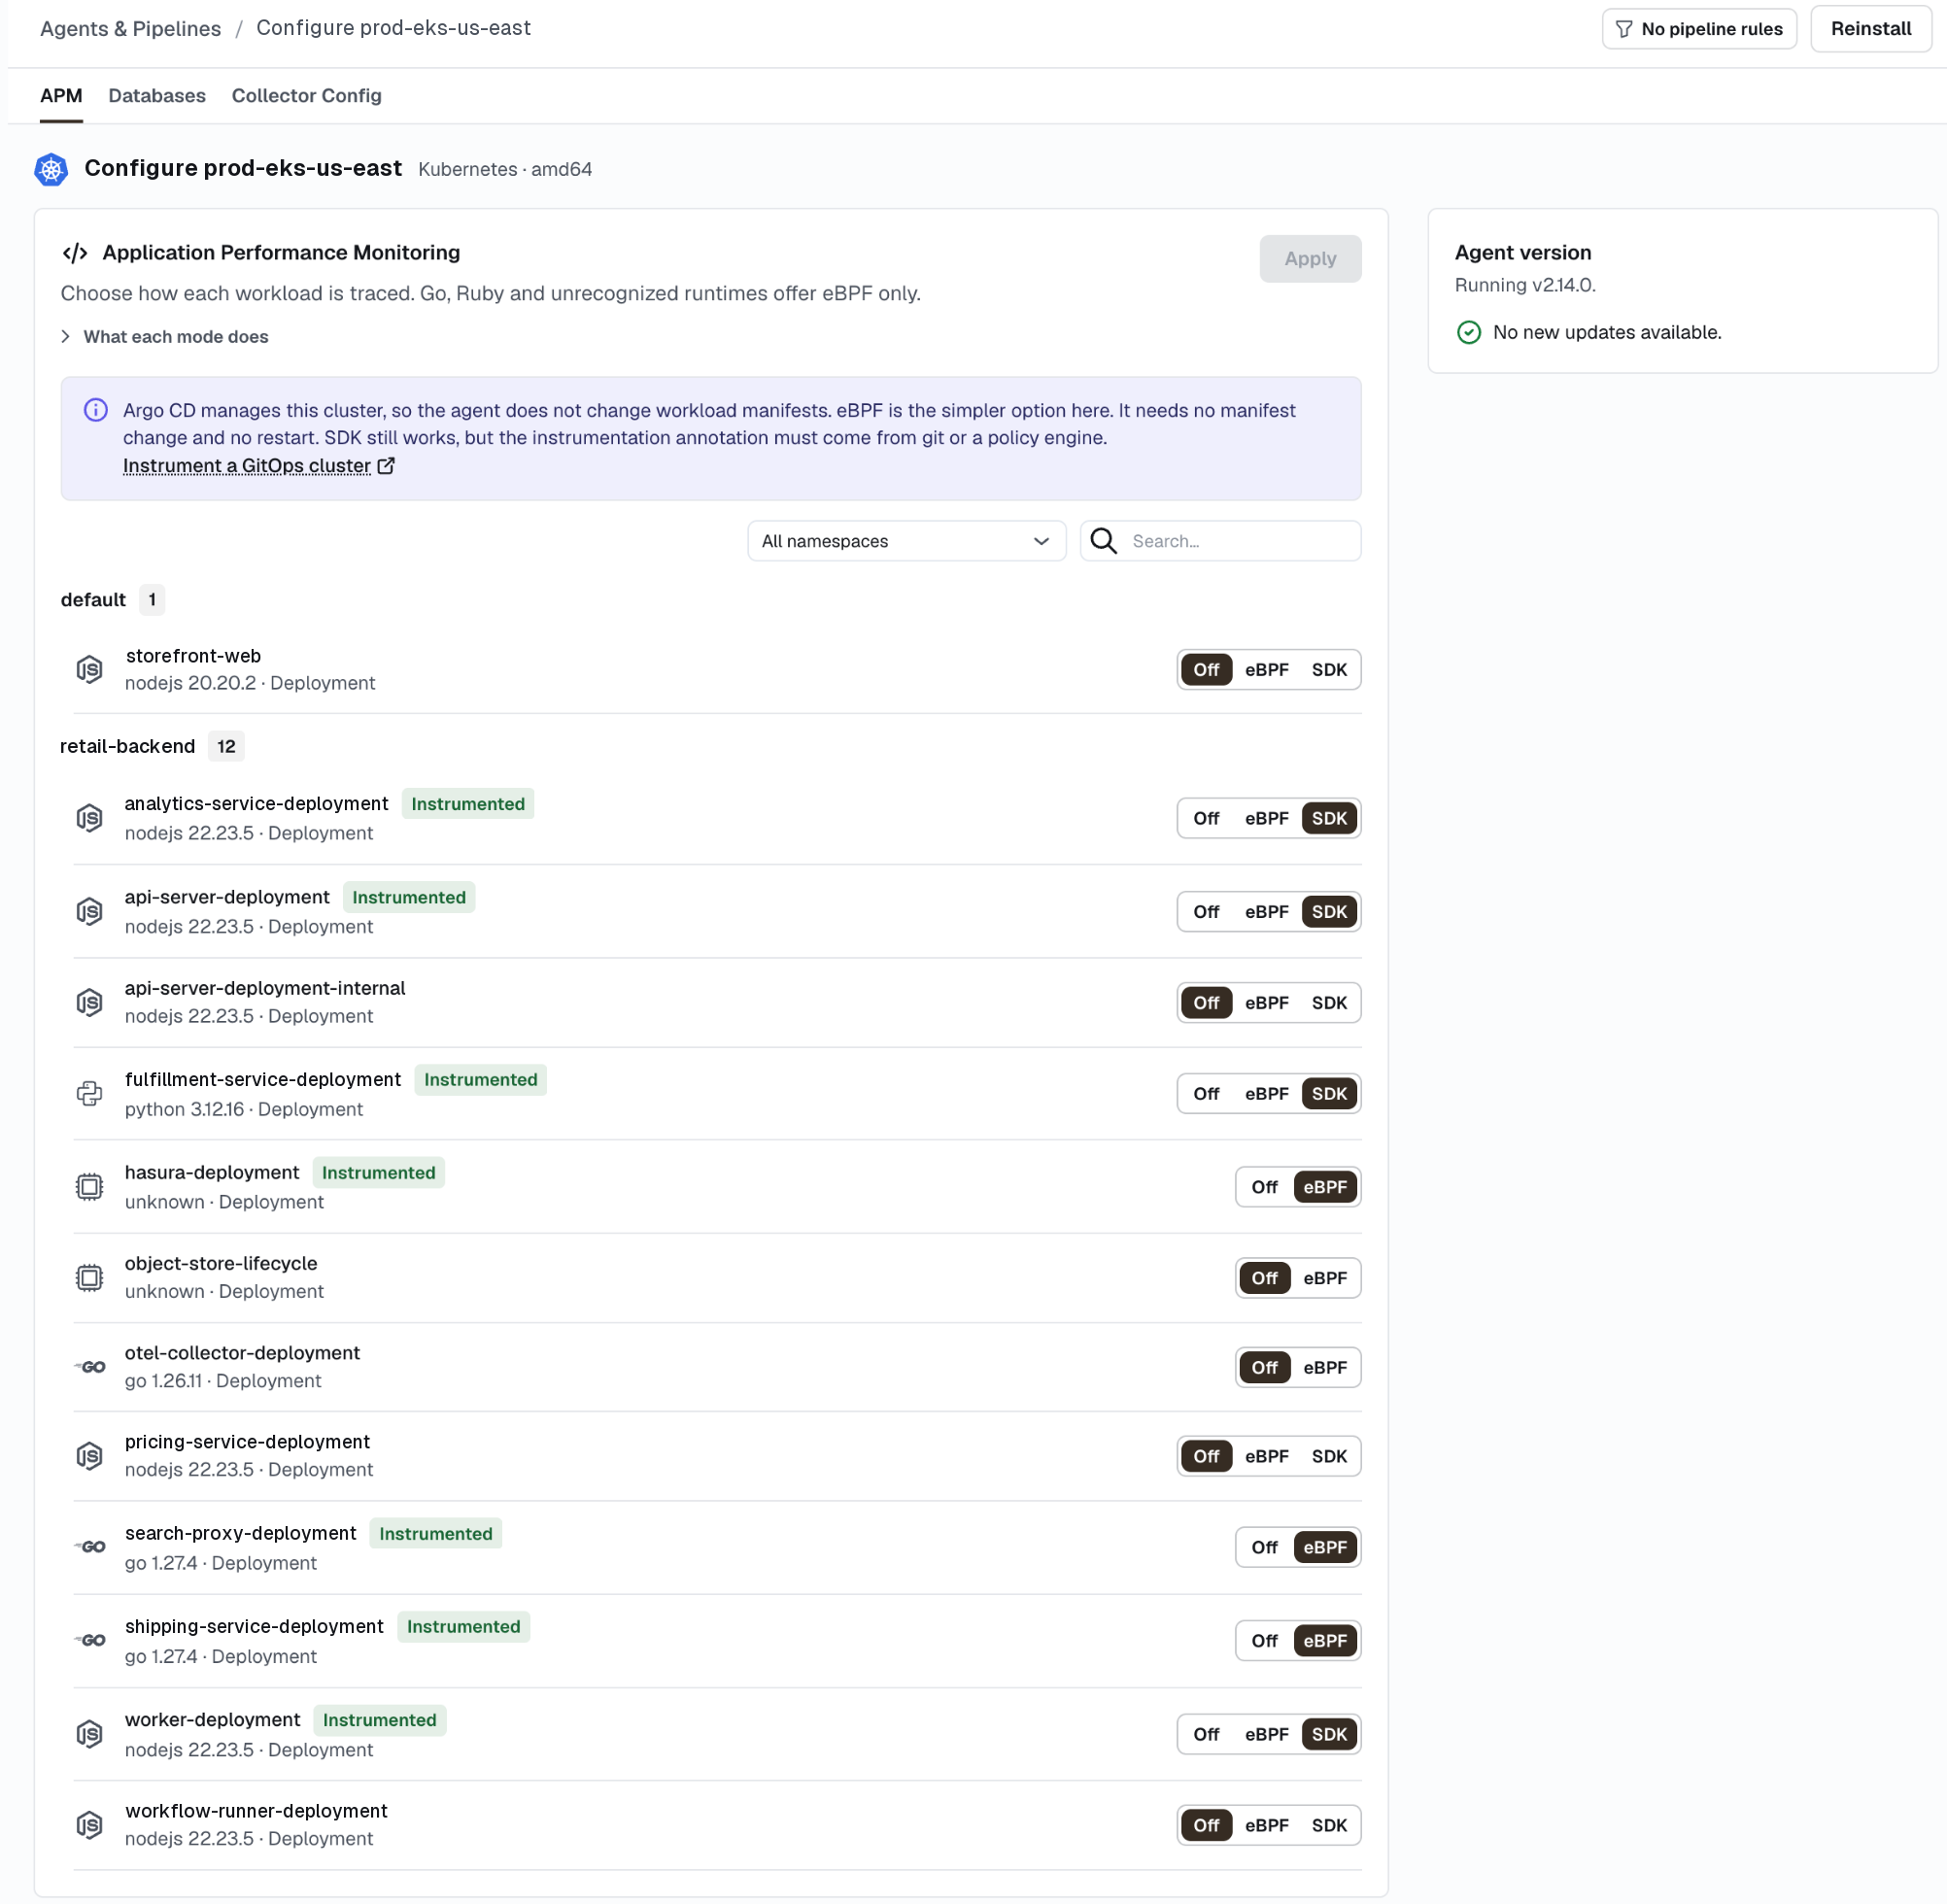 Agents & Pipelines / Configure prod-eks-us-east
No pipeline rules
Reinstall
APM
Databases
Collector Config
Configure prod-eks-us-east
Kubernetes · amd64
</> Application Performance Monitoring
Apply
Choose how each workload is traced. Go, Ruby and unrecognized runtimes offer eBPF only.
What each mode does
Argo CD manages this cluster, so the agent does not change workload manifests. eBPF is the simpler option here. It needs no manifest
change and no restart. SDK still works, but the instrumentation annotation must come from git or a policy engine.
Instrument a GitOps cluster
All namespaces
Search...
default 1
JS
storefront-web
nodejs 20.20.2 · Deployment
Off eBPF SDK
retail-backend 12
JS
analytics-service-deployment Instrumented
nodejs 22.23.5 · Deployment
Off eBPF SDK
JS
api-server-deployment Instrumented
nodejs 22.23.5 · Deployment
Off eBPF SDK
JS
api-server-deployment-internal
nodejs 22.23.5 · Deployment
Off eBPF SDK
fulfillment-service-deployment Instrumented
python 3.12.16 · Deployment
Off eBPF SDK
hasura-deployment Instrumented
unknown · Deployment
Off eBPF
object-store-lifecycle
unknown · Deployment
Off eBPF
GO
otel-collector-deployment
go 1.26.11 · Deployment
Off eBPF
JS
pricing-service-deployment
nodejs 22.23.5 · Deployment
Off eBPF SDK
GO
search-proxy-deployment Instrumented
go 1.27.4 · Deployment
Off eBPF
GO
shipping-service-deployment Instrumented
go 1.27.4 · Deployment
Off eBPF
JS
worker-deployment Instrumented
nodejs 22.23.5 · Deployment
Off eBPF SDK
JS
workflow-runner-deployment
nodejs 22.23.5 · Deployment
Off eBPF SDK
Agent version
Running v2.14.0.
No new updates available.